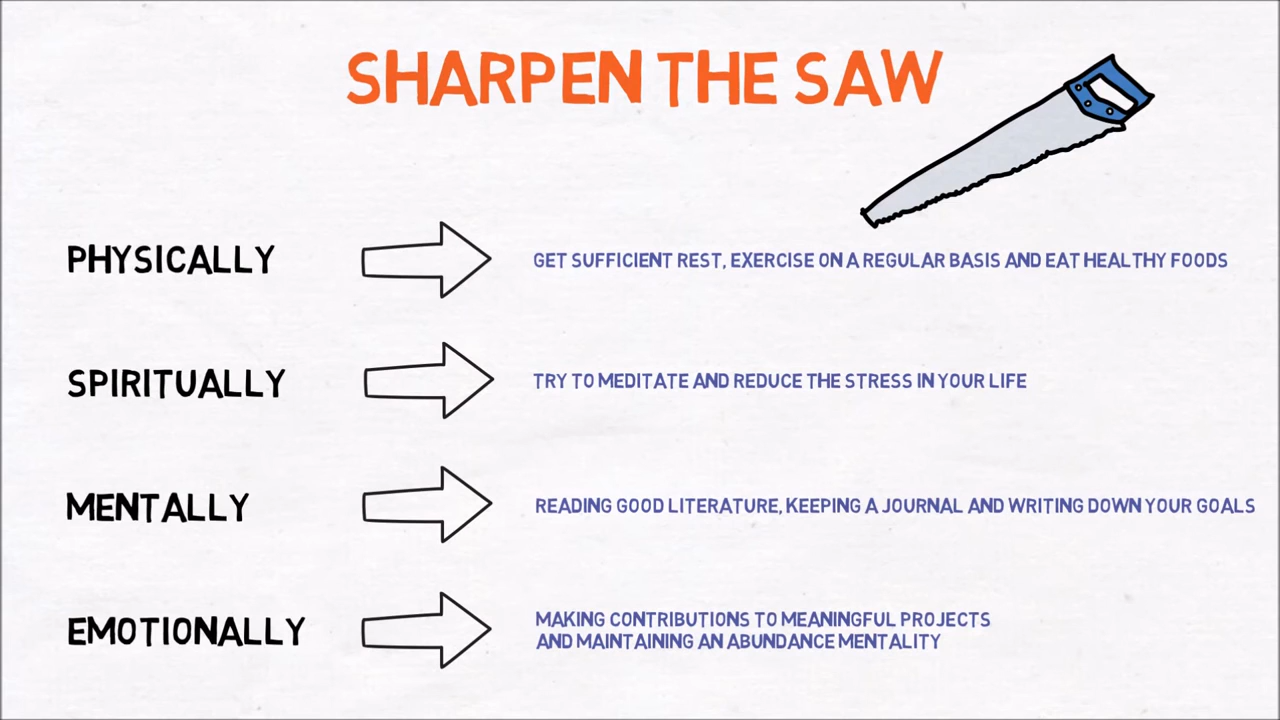 SHARPEN THE SAW
PHYSICALLY
GET SUFFICIENT REST, EXERCISE ON A REGULAR BASIS AND EAT HEALTHY FOODS
SPIRITUALLY
TRY TO MEDITATE AND REDUCE THE STRESS IN YOUR LIFE
MENTALLY
READING GOOD LITERATURE, KEEPING A JOURNAL AND WRITING DOWN YOUR GOALS
EMOTIONALLY
MAKING CONTRIBUTIONS TO MEANINGFUL PROJECTS
AND MAINTAINING AN ABUNDANCE MENTALITY